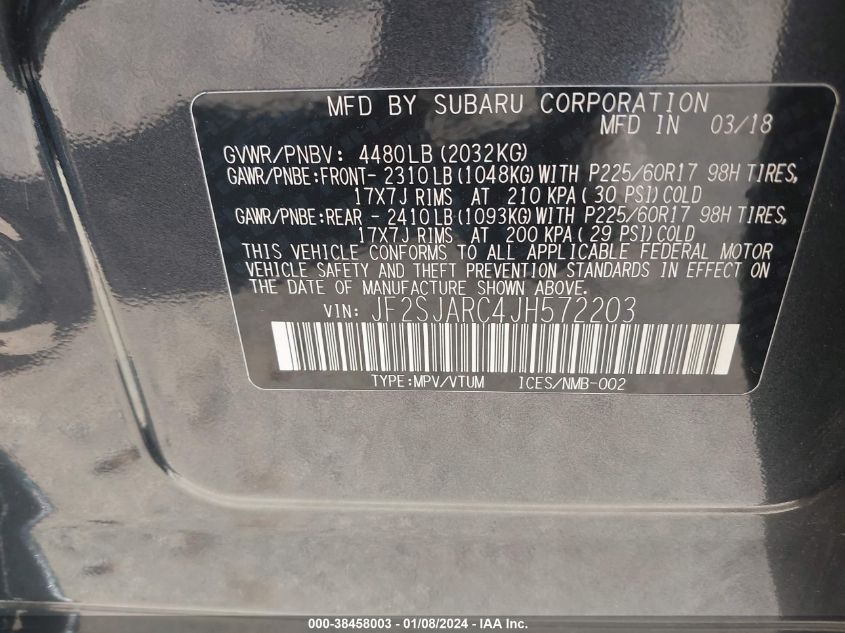 MFD BY SUBARU CORPORATION
MFD IN 03/18
GVWR/PNBV: 4480LB(2032KG)
GAWR/PNBE:FRONT- 2310LB(1048KG)WITH P225/60R17 98H TIRES,
17X7J RIMS AT 210 KPA( 30 PSI)COLD
GAWR/PNBE:REAR - 2410LB(1093KG)WITH P225/60R17 98H TIRES,
17X7J RIMS AT 200 KPA( 29 PSI)COLD
THIS VEHICLE CONFORMS TO ALL APPLICABLE FEDERAL MOTOR
VEHICLE SAFETY AND THEFT PREVENTION STANDARDS IN EFFECT ON
THE DATE OF MANUFACTURE SHOWN ABOVE.
VIN: JF2SJARC4JH572203
TYPE:MPV/VTUM ICES/NMB-002
000-38458003 - 01/08/2024 - IAA Inc.